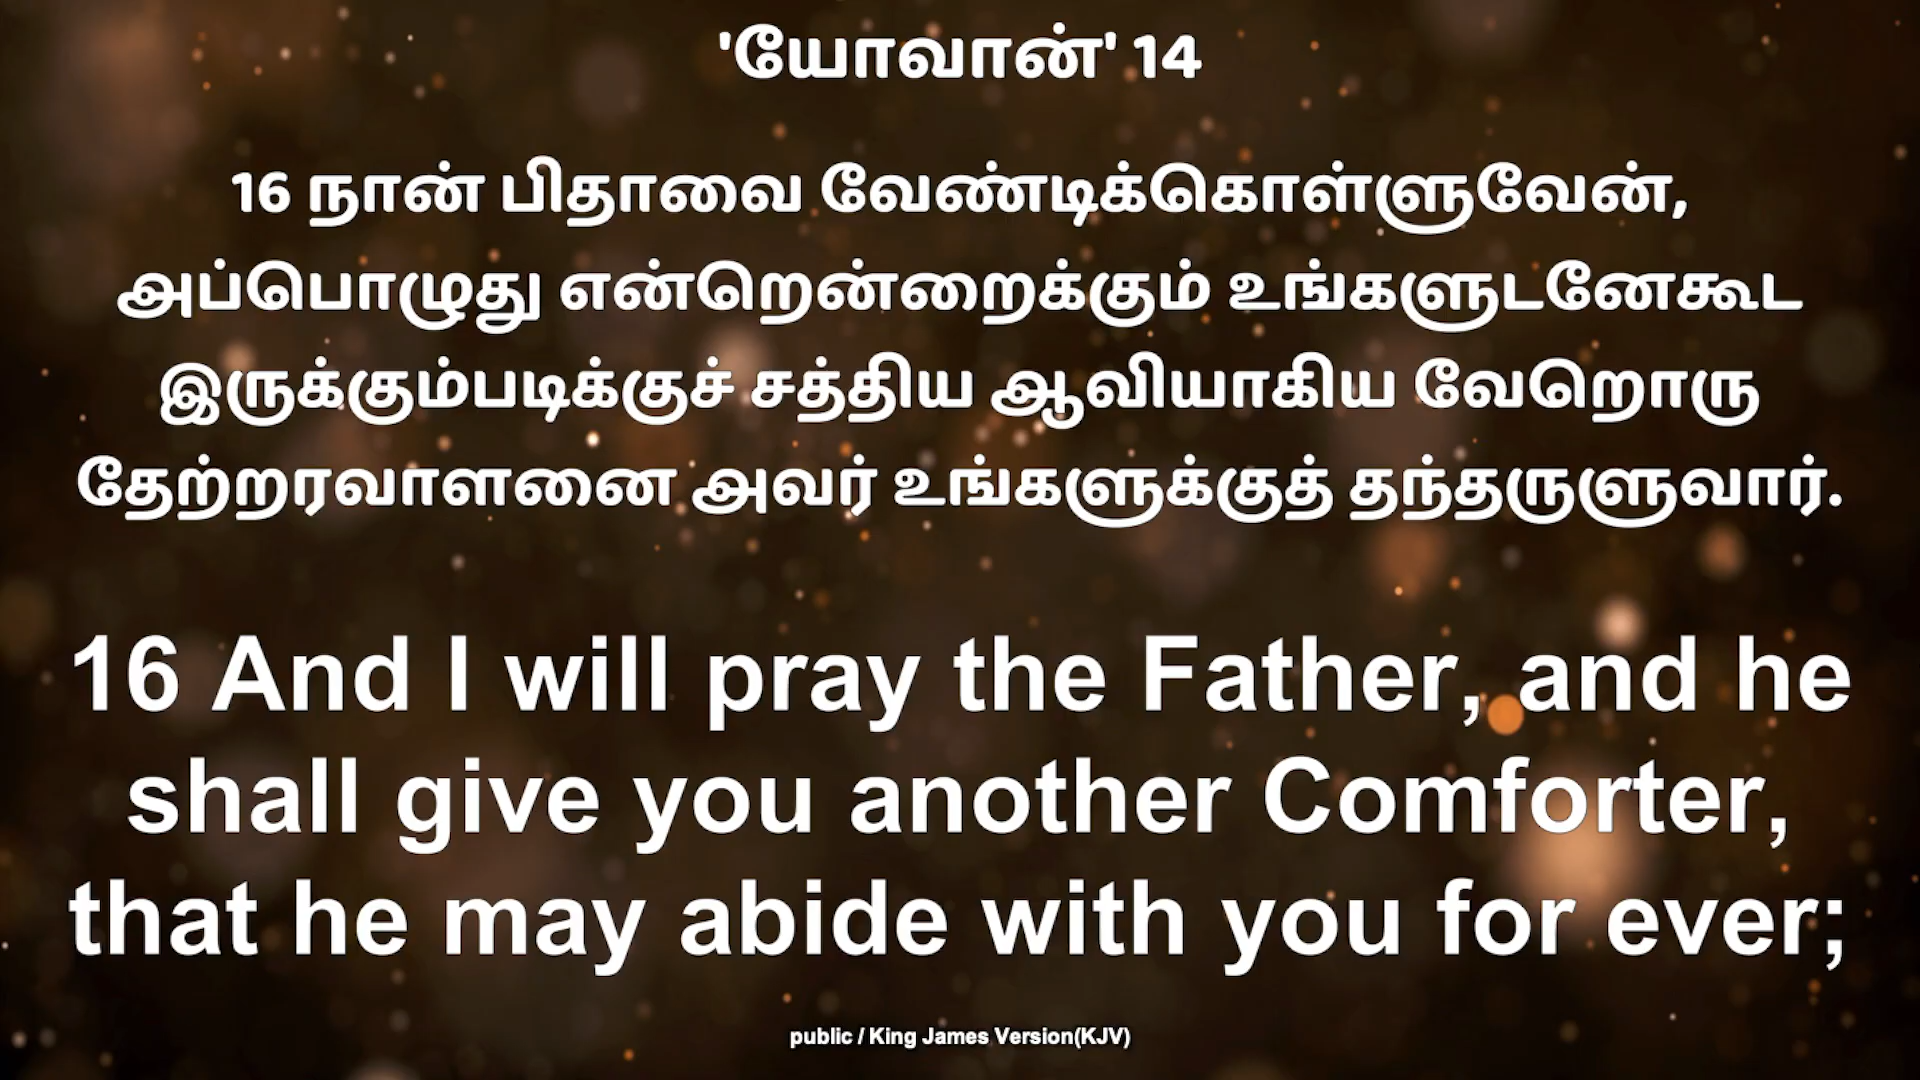 'யோவான்' 14
16 நான் பிதாவை வேண்டிக்கொள்ளுவேன்,
அப்பொழுது என்றென்றைக்கும் உங்களுடனேகூட
இருக்கும்படிக்குச் சத்திய ஆவியாகிய வேறொரு
தேற்றரவாளனை அவர் உங்களுக்குத் தந்தருளுவார்.
16 And I will pray the Father, and he
shall give you another Comforter,
that he may abide with you for ever;
public / King James Version(KJV)